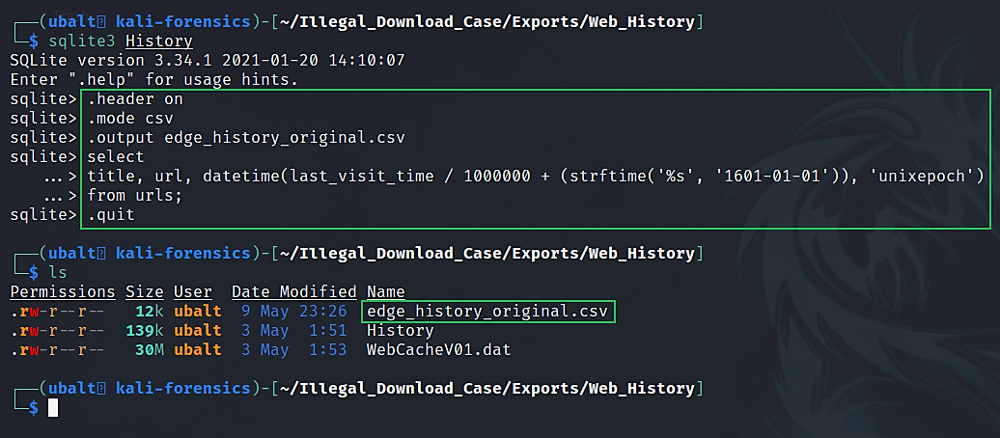 ┌──(ubalt㉿ kali-forensics)-[~/Illegal_Download_Case/Exports/Web_History]
└─$ sqlite3 History
SQLite version 3.34.1 2021-01-20 14:10:07
Enter ".help" for usage hints.
sqlite> .header on
sqlite> .mode csv
sqlite> .output edge_history_original.csv
sqlite> select
   ...> title, url, datetime(last_visit_time / 1000000 + (strftime('%s', '1601-01-01')), 'unixepoch')
   ...> from urls;
sqlite> .quit
┌──(ubalt㉿ kali-forensics)-[~/Illegal_Download_Case/Exports/Web_History]
└─$ ls
Permissions Size User  Date Modified Name
.rw-r--r--   12k ubalt  9 May 23:26  edge_history_original.csv
.rw-r--r--  139k ubalt  3 May  1:51  History
.rw-r--r--   30M ubalt  3 May  1:53  WebCacheV01.dat
┌──(ubalt㉿ kali-forensics)-[~/Illegal_Download_Case/Exports/Web_History]
└─$